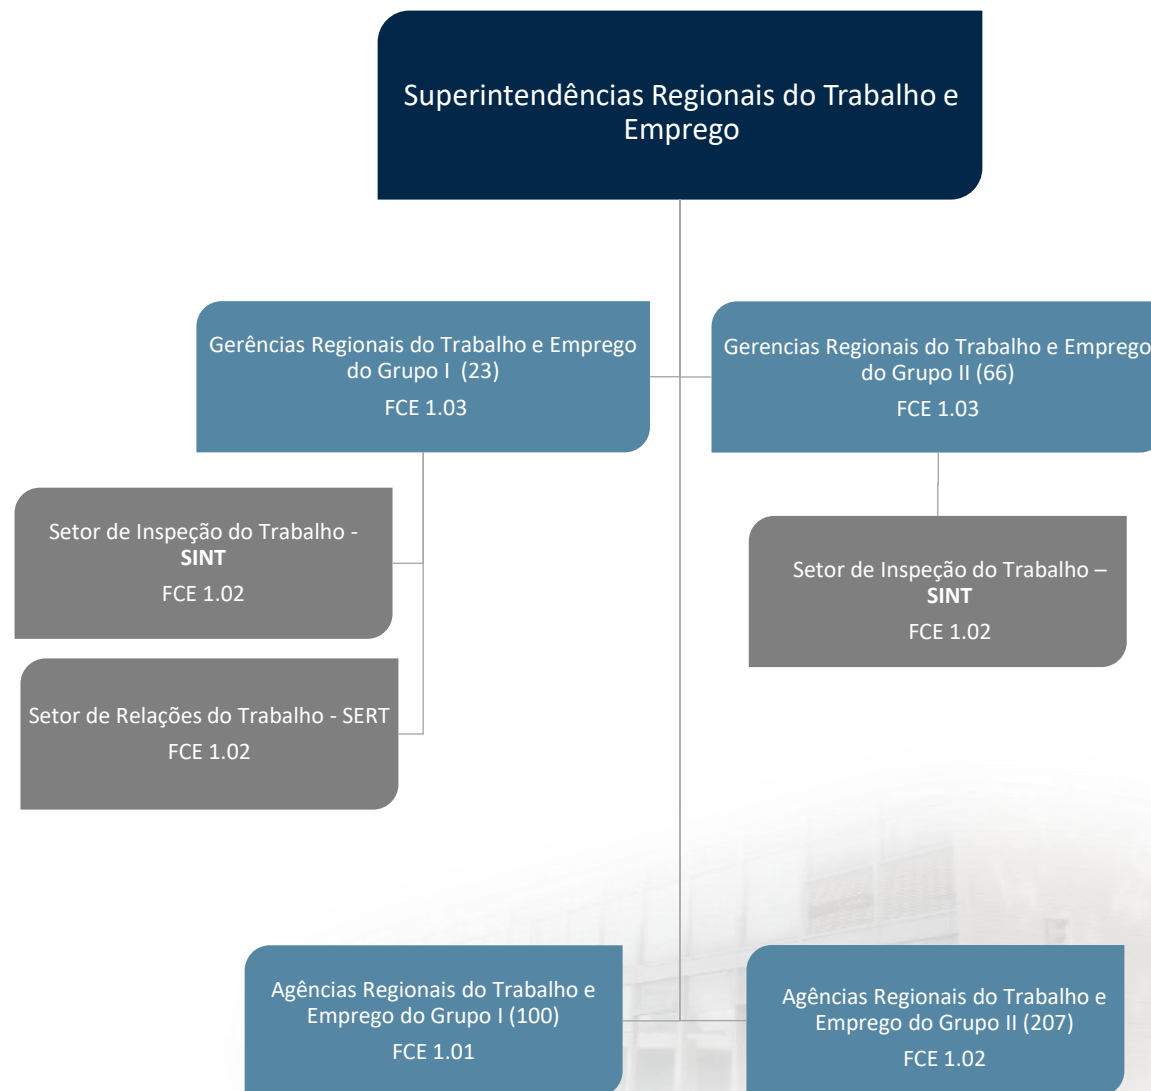 Superintendências Regionais do Trabalho e
Emprego
Gerências Regionais do Trabalho e Emprego
do Grupo I (23)
FCE 1.03
Gerencias Regionais do Trabalho e Emprego
do Grupo II (66)
FCE 1.03
Setor de Inspeção do Trabalho -
SINT
FCE 1.02
Setor de Inspeção do Trabalho –
SINT
FCE 1.02
Setor de Relações do Trabalho - SERT
FCE 1.02
Agências Regionais do Trabalho e
Emprego do Grupo I (100)
FCE 1.01
Agências Regionais do Trabalho e
Emprego do Grupo II (207)
FCE 1.02